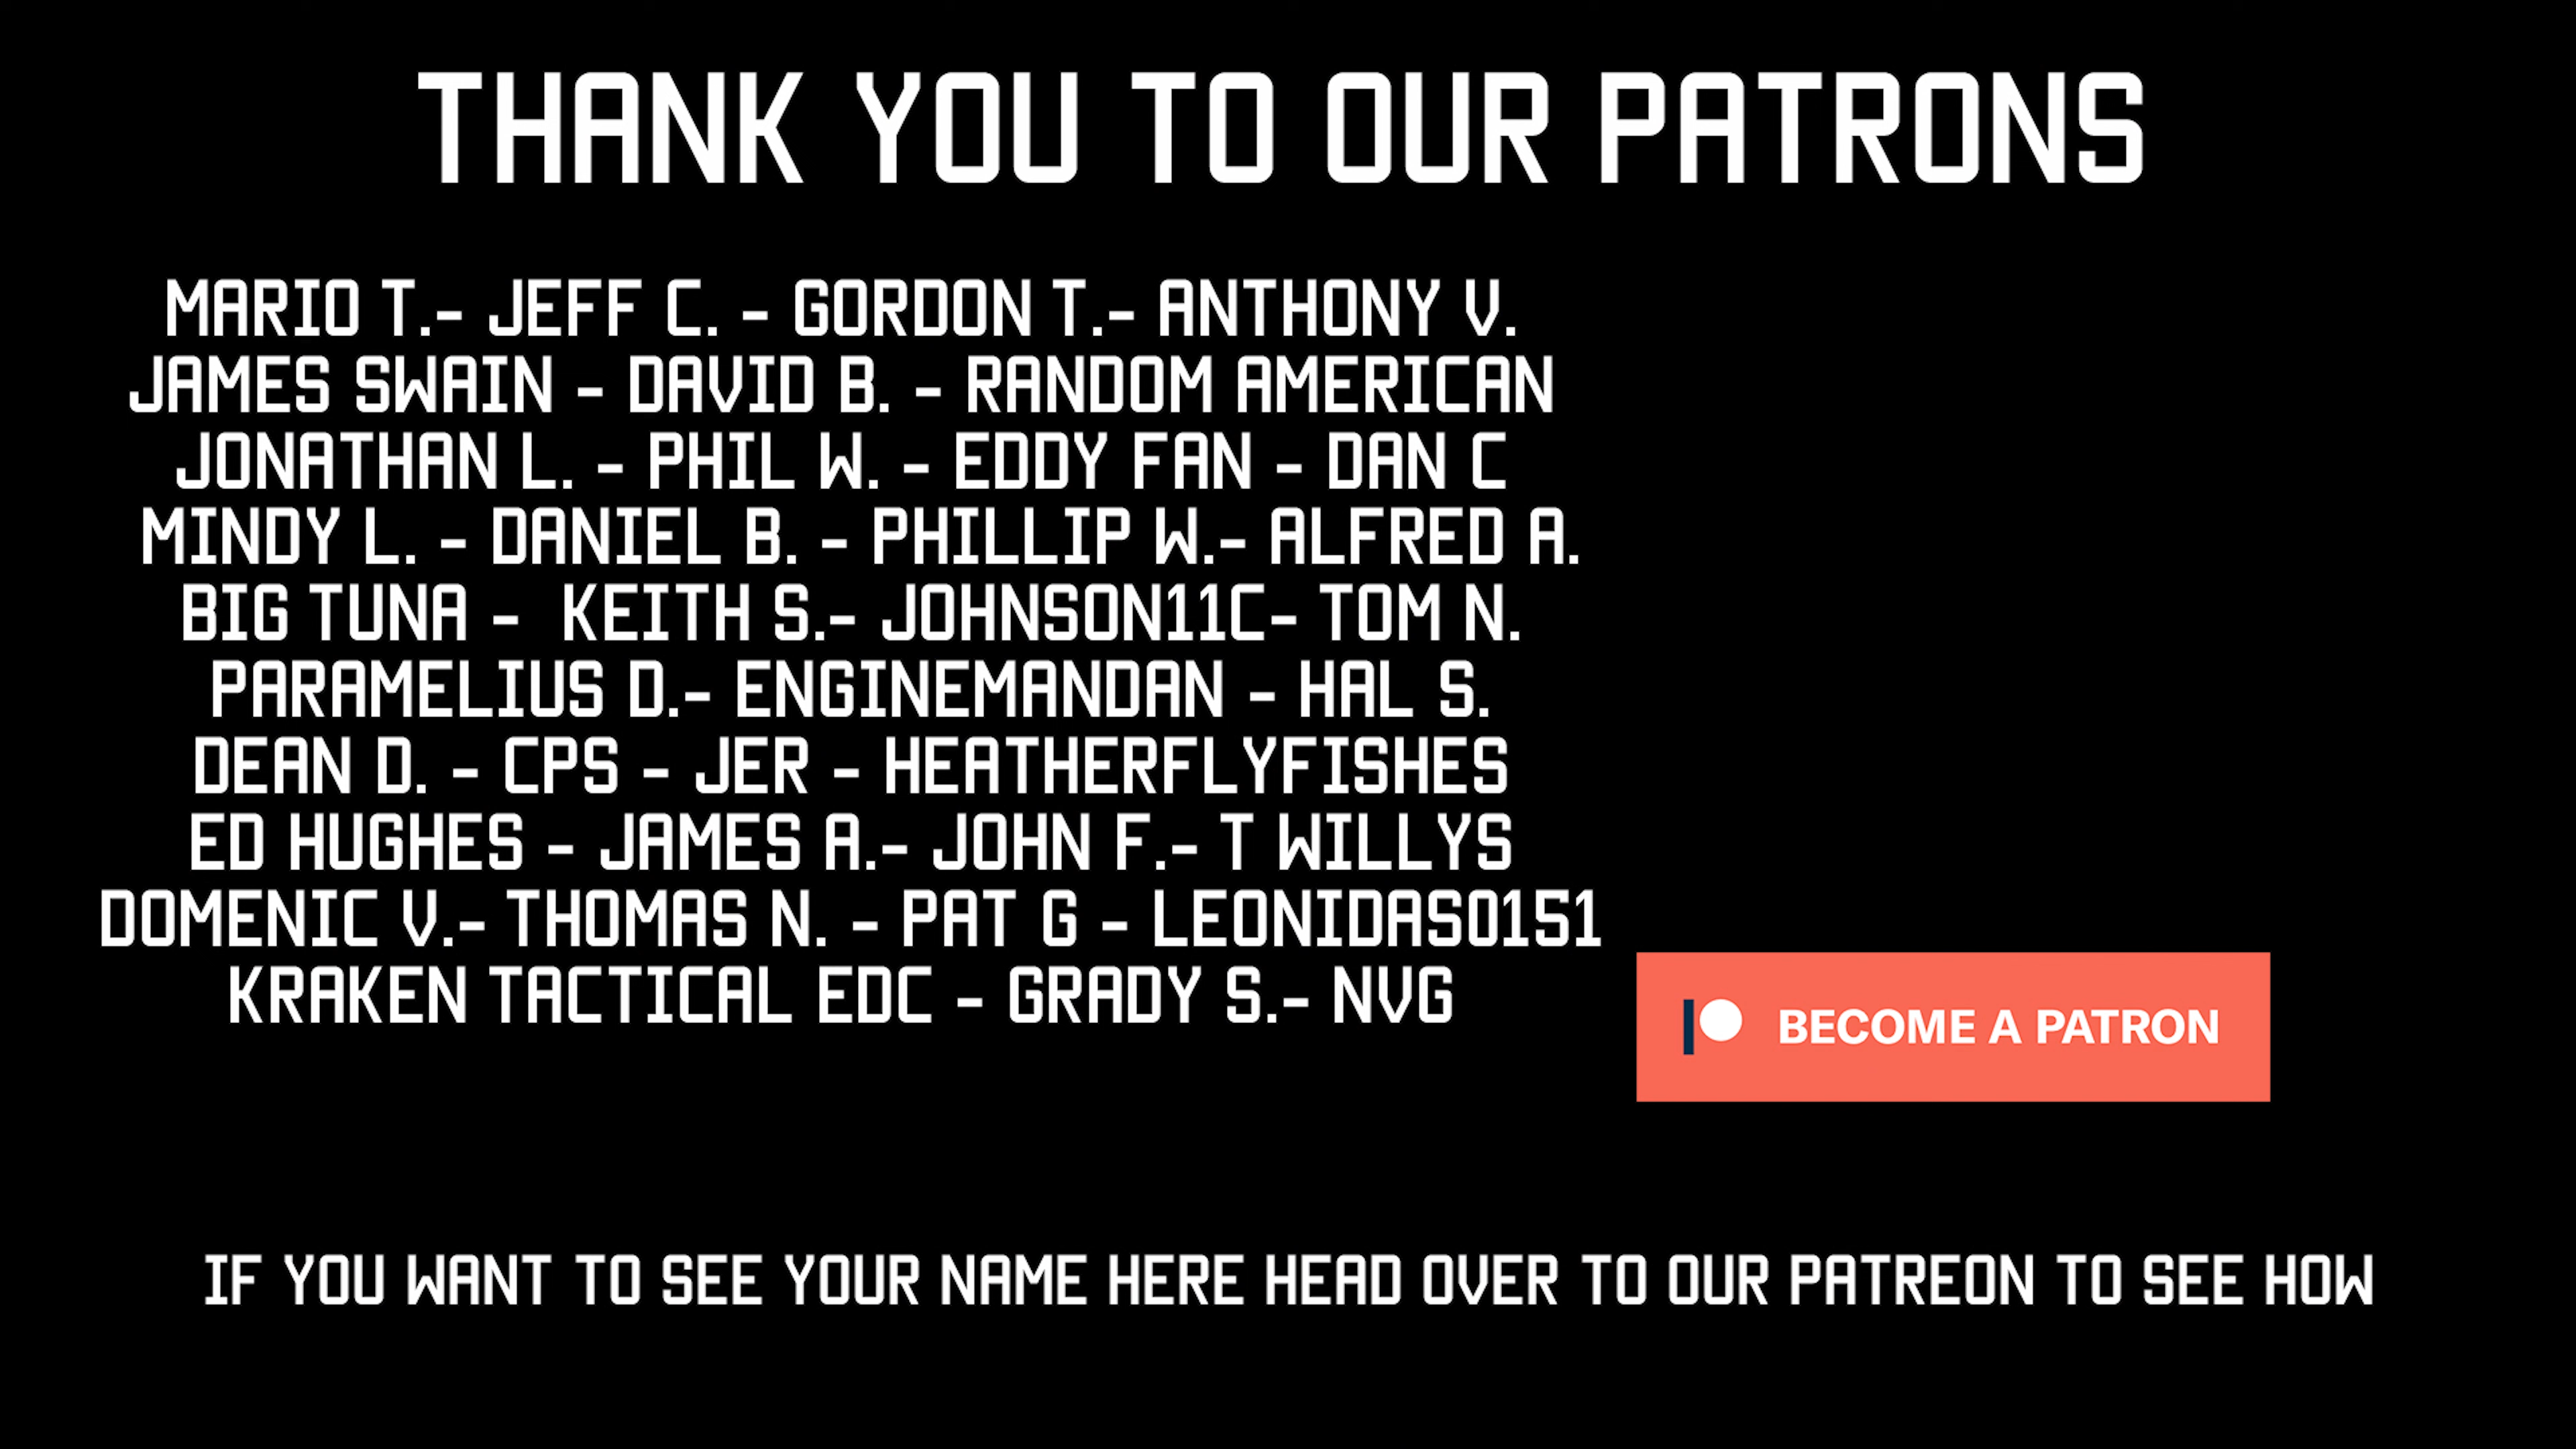 THANK YOU TO OUR PATRONS
MARIO T.- JEFF C. - GORDON T.- ANTHONY V.
JAMES SWAIN - DAVID B. - RANDOM AMERICAN
JONATHAN L. - PHIL W. - EDDY FAN - DAN C
MINDY L. - DANIEL B. - PHILLIP W.- ALFRED A.
BIG TUNA -  KEITH S.- JOHNSON11C- TOM N.
PARAMELIUS D.- ENGINEMANDAN - HAL S.
DEAN D. - CPS - JER - HEATHERFLYFISHES
ED HUGHES - JAMES A.- JOHN F.- T WILLYS
DOMENIC V.- THOMAS N. - PAT G - LEONIDAS0151
KRAKEN TACTICAL EDC - GRADY S.- NVG
BECOME A PATRON
IF YOU WANT TO SEE YOUR NAME HERE HEAD OVER TO OUR PATREON TO SEE HOW